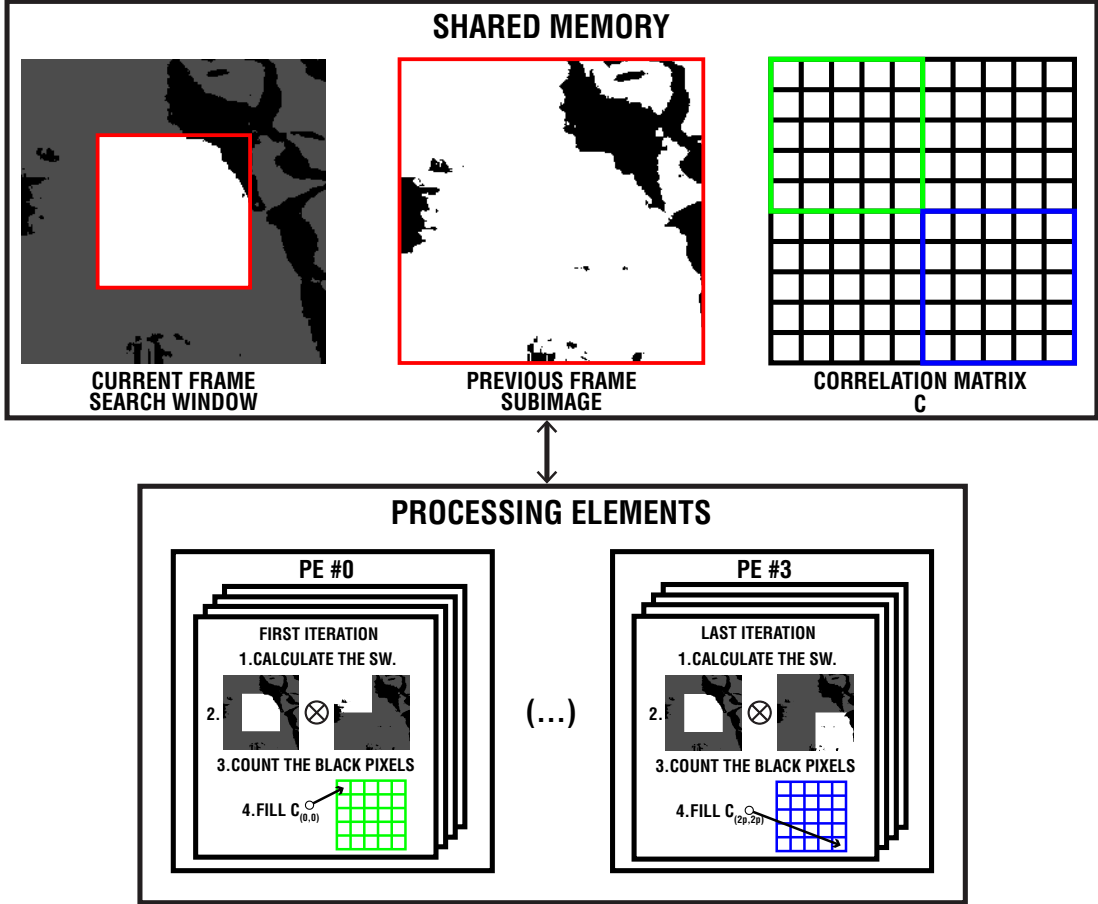 SHARED MEMORY
CURRENT FRAME
SEARCH WINDOW
PREVIOUS FRAME
SUBIMAGE
CORRELATION MATRIX
C
PROCESSING ELEMENTS
PE #0
FIRST ITERATION
1.CALCULATE THE SW.
2.
3.COUNT THE BLACK PIXELS
4.FILL C(0,0)
(...)
PE #3
LAST ITERATION
1.CALCULATE THE SW.
2.
3.COUNT THE BLACK PIXELS
4.FILL C(2p,2p)